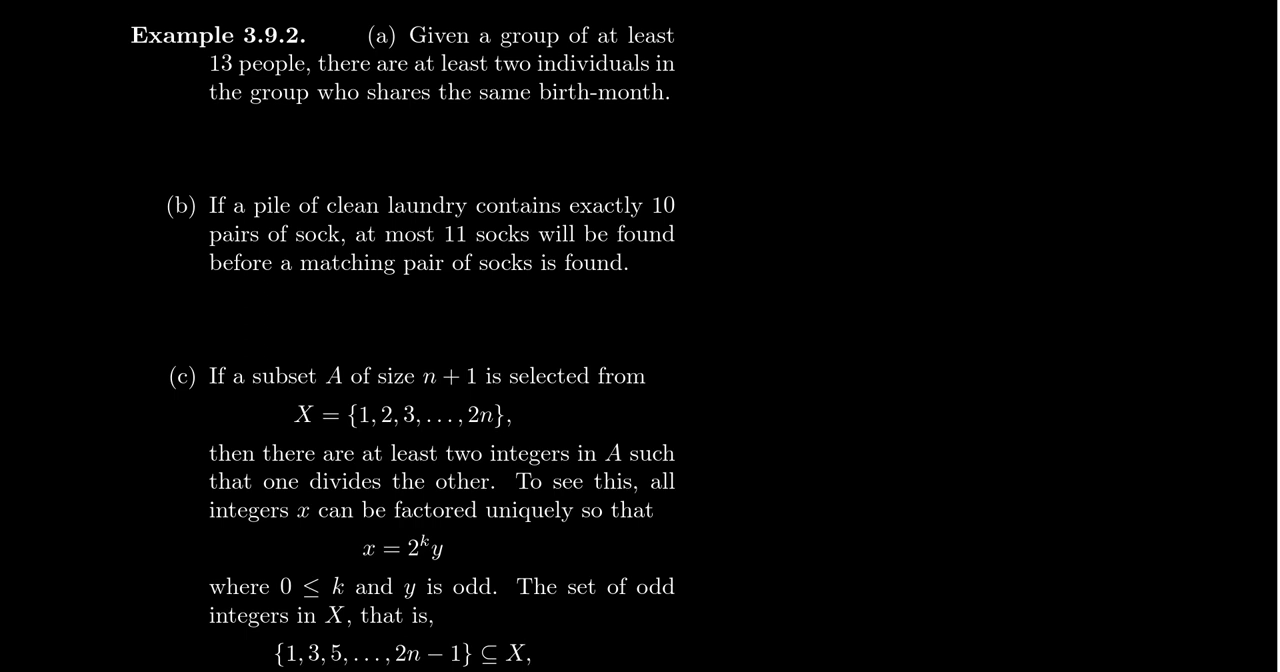 Example 3.9.2. (a) Given a group of at least
13 people, there are at least two individuals in
the group who shares the same birth-month.
(b) If a pile of clean laundry contains exactly 10
pairs of sock, at most 11 socks will be found
before a matching pair of socks is found.
(c) If a subset A of size n + 1 is selected from
X = {1, 2, 3, . . . , 2n},
then there are at least two integers in A such
that one divides the other. To see this, all
integers x can be factored uniquely so that
x = 2^k y
where 0 ≤ k and y is odd. The set of odd
integers in X, that is,
{1, 3, 5, . . . , 2n − 1} ⊆ X,